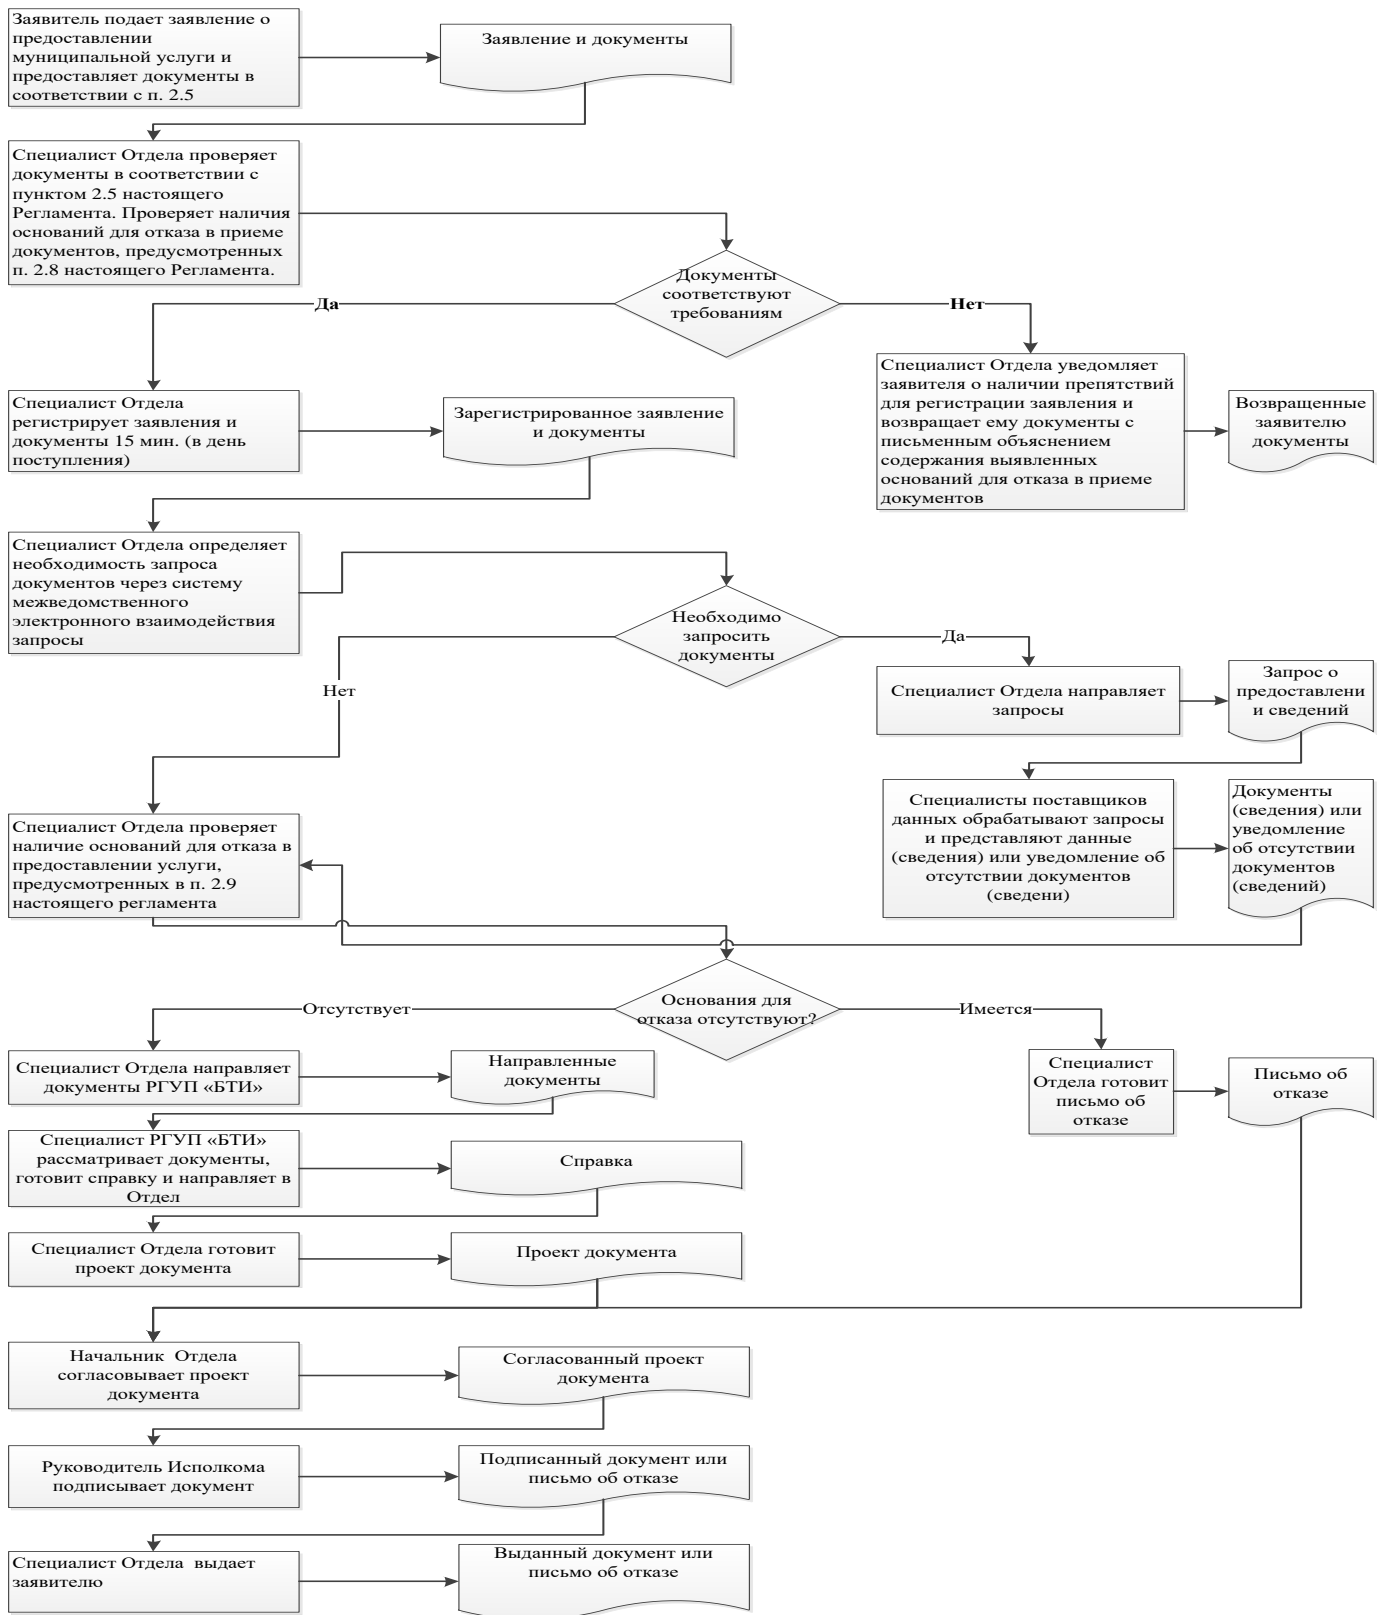 Заявитель подает заявление о
предоставлении
муниципальной услуги и
предоставляет документы в
соответствии с п. 2.5
Заявление и документы
Специалист Отдела проверяет
документы в соответствии с
пунктом 2.5 настоящего
Регламента. Проверяет наличия
оснований для отказа в приеме
документов, предусмотренных
п. 2.8 настоящего Регламента.
Документы
соответствуют
требованиям
Да
Нет
Специалист Отдела
регистрирует заявления и
документы 15 мин. (в день
поступления)
Зарегистрированное заявление
и документы
Специалист Отдела уведомляет
заявителя о наличии препятствий
для регистрации заявления и
возвращает ему документы с
письменным объяснением
содержания выявленных
оснований для отказа в приеме
документов
Возвращенные
заявителю
документы
Специалист Отдела определяет
необходимость запроса
документов через систему
межведомственного
электронного взаимодействия
запросы
Необходимо
запросить
документы
Да
Нет
Специалист Отдела направляет
запросы
Запрос о
предоставлени
и сведений
Специалисты поставщиков
данных обрабатывают запросы
и представляют данные
(сведения) или уведомление об
отсутствии документов
(сведени)
Документы
(сведения) или
уведомление
об отсутствии
документов
(сведений)
Специалист Отдела проверяет
наличие оснований для отказа в
предоставлении услуги,
предусмотренных в п. 2.9
настоящего регламента
Основания для
отказа отсутствуют?
Отсутствует
Имеется
Специалист Отдела направляет
документы РГУП «БТИ»
Направленные
документы
Специалист
Отдела готовит
письмо об
отказе
Письмо об
отказе
Специалист РГУП «БТИ»
рассматривает документы,
готовит справку и направляет в
Отдел
Справка
Специалист Отдела готовит
проект документа
Проект документа
Начальник Отдела
согласовывает проект
документа
Согласованный проект
документа
Руководитель Исполкома
подписывает документ
Подписанный документ или
письмо об отказе
Специалист Отдела выдает
заявителю
Выданный документ или
письмо об отказе